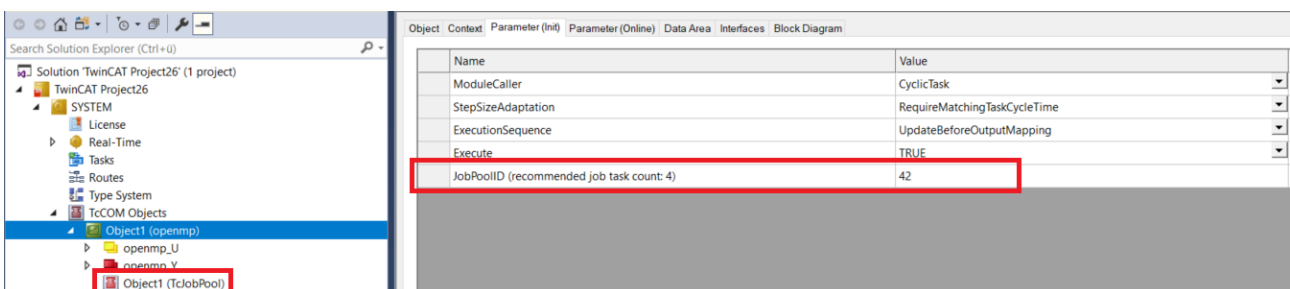 Search Solution Explorer (Ctrl+ü)
Solution 'TwinCAT Project26' (1 project)
TwinCAT Project26
SYSTEM
License
Real-Time
Tasks
Routes
Type System
TcCOM Objects
Object1 (openmp)
openmp_U
openmp_Y
Object1 (TcJobPool)
Object Context Parameter (Init) Parameter (Online) Data Area Interfaces Block Diagram
Name Value
ModuleCaller CyclicTask
StepSizeAdaptation RequireMatchingTaskCycleTime
ExecutionSequence UpdateBeforeOutputMapping
Execute TRUE
JobPoolID (recommended job task count: 4) 42